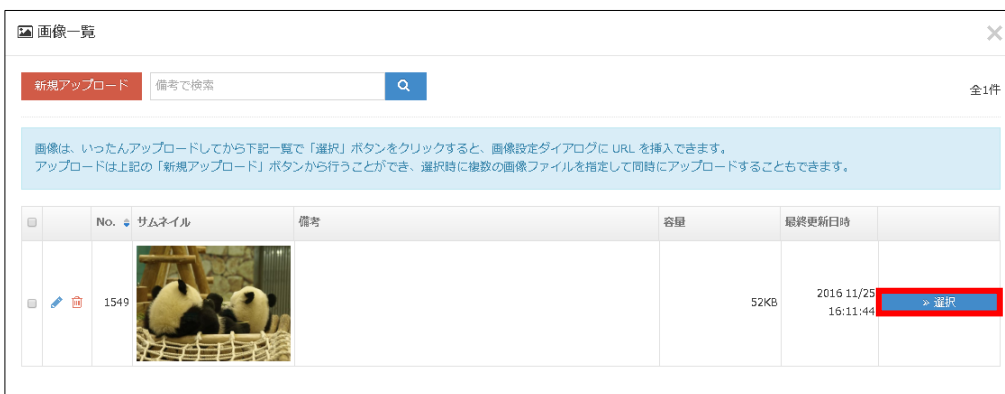 画像一覧
×
新規アップロード
備考で検索
全1件
画像は、いったんアップロードしてから下記一覧で「選択」ボタンをクリックすると、画像設定ダイアログに URL を挿入できます。
アップロードは上記の「新規アップロード」ボタンから行うことができ、選択時に複数の画像ファイルを指定して同時にアップロードすることもできます。
No. サムネイル 備考 容量 最終更新日時
1549 52KB 2016 11/25 » 選択
16:11:44